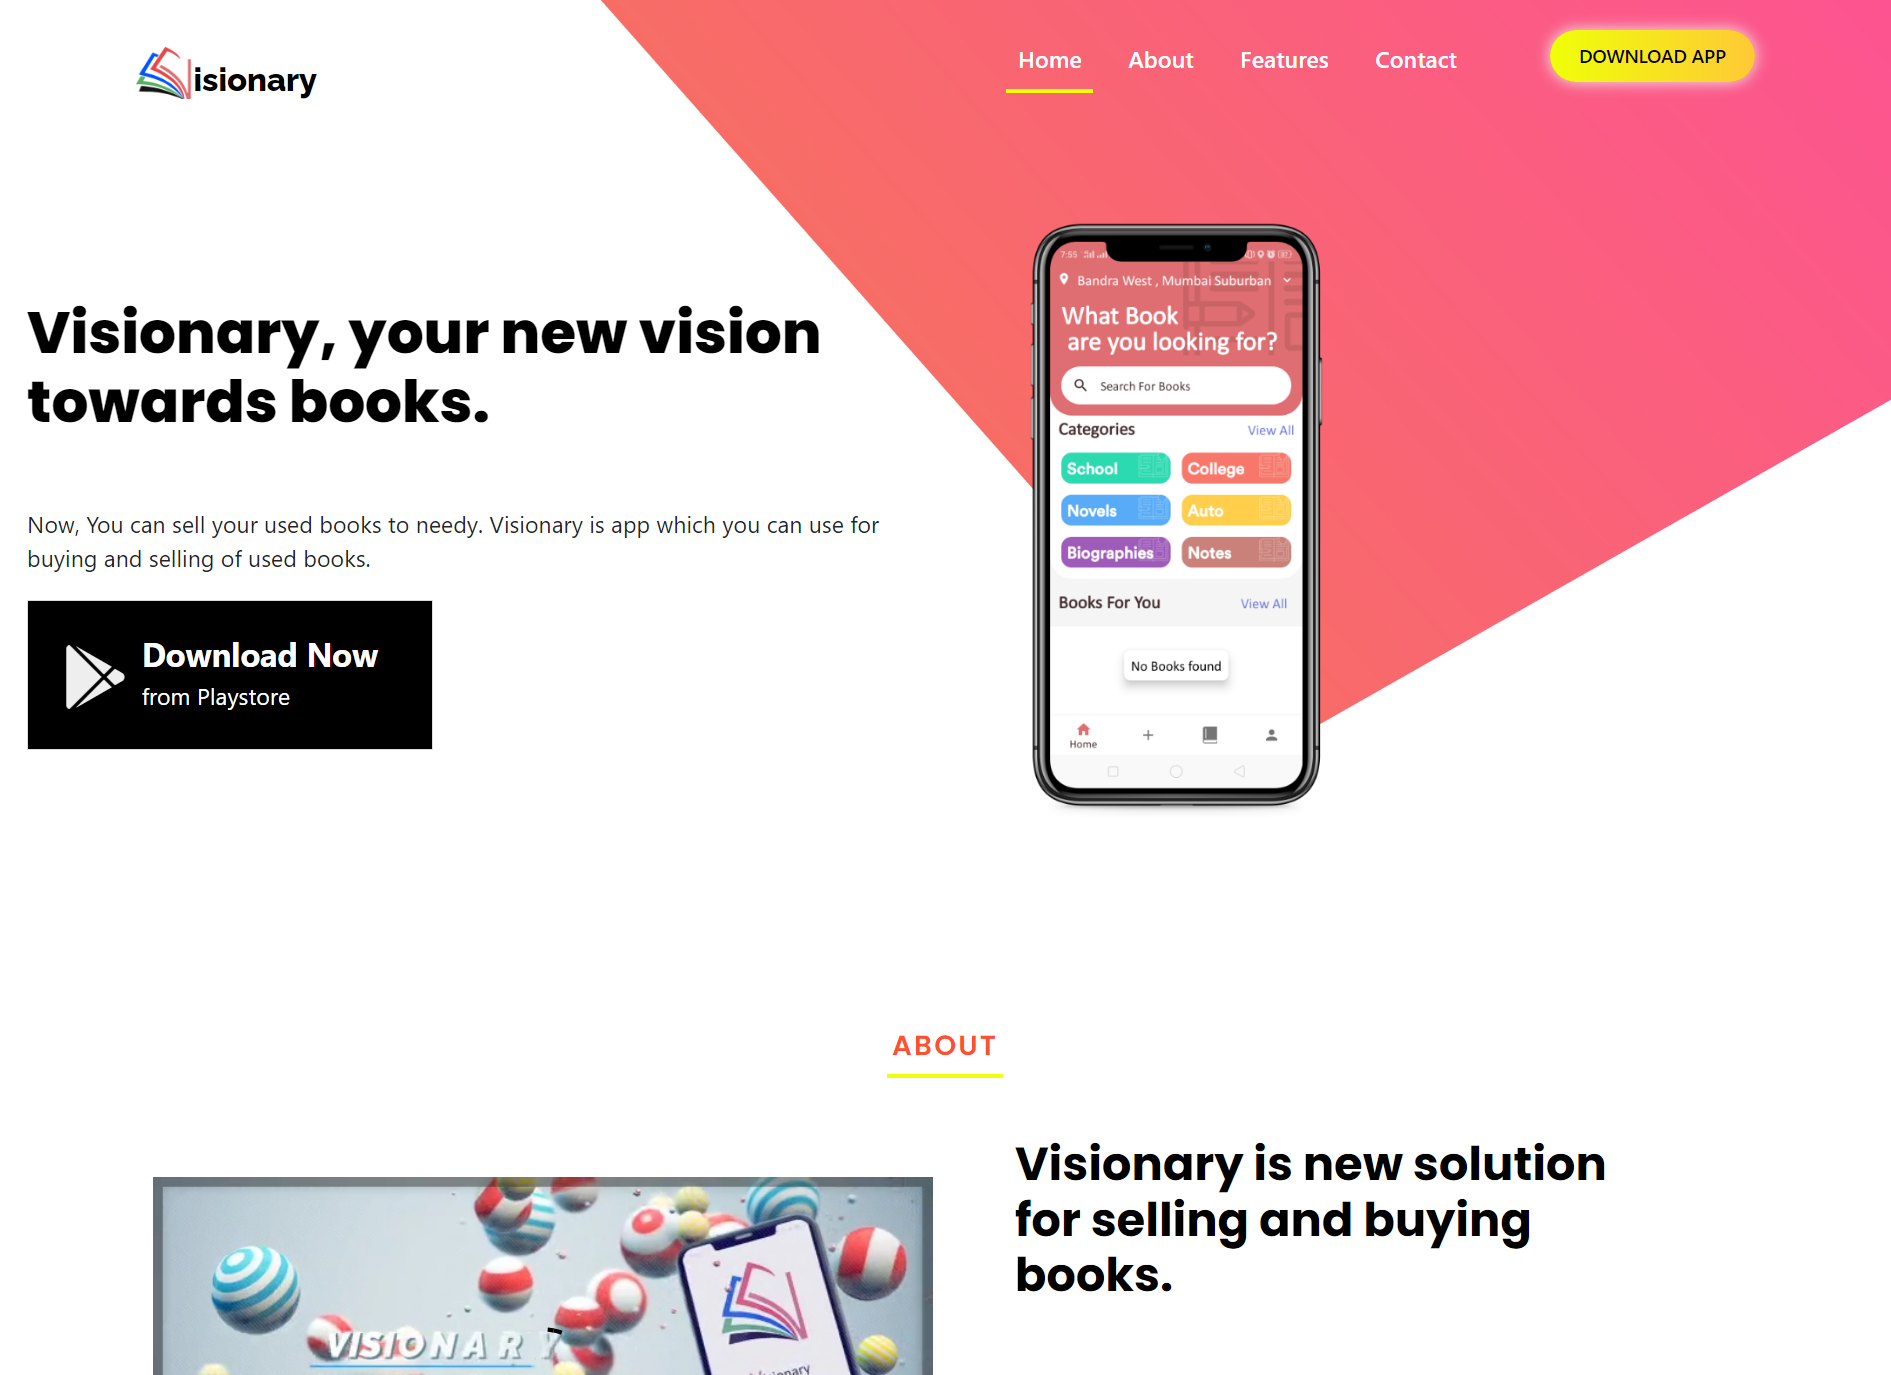 isionary
Home About Features Contact DOWNLOAD APP
Visionary, your new vision
towards books.
Now, You can sell your used books to needy. Visionary is app which you can use for
buying and selling of used books.
Download Now
from Playstore
7:55
Bandra West , Mumbai Suburban
What Book
are you looking for?
Search For Books
Categories View All
School College
Novels Auto
Biographies Notes
Books For You View All
No Books found
Home
ABOUT
Visionary is new solution
for selling and buying
books.
VISIONARY